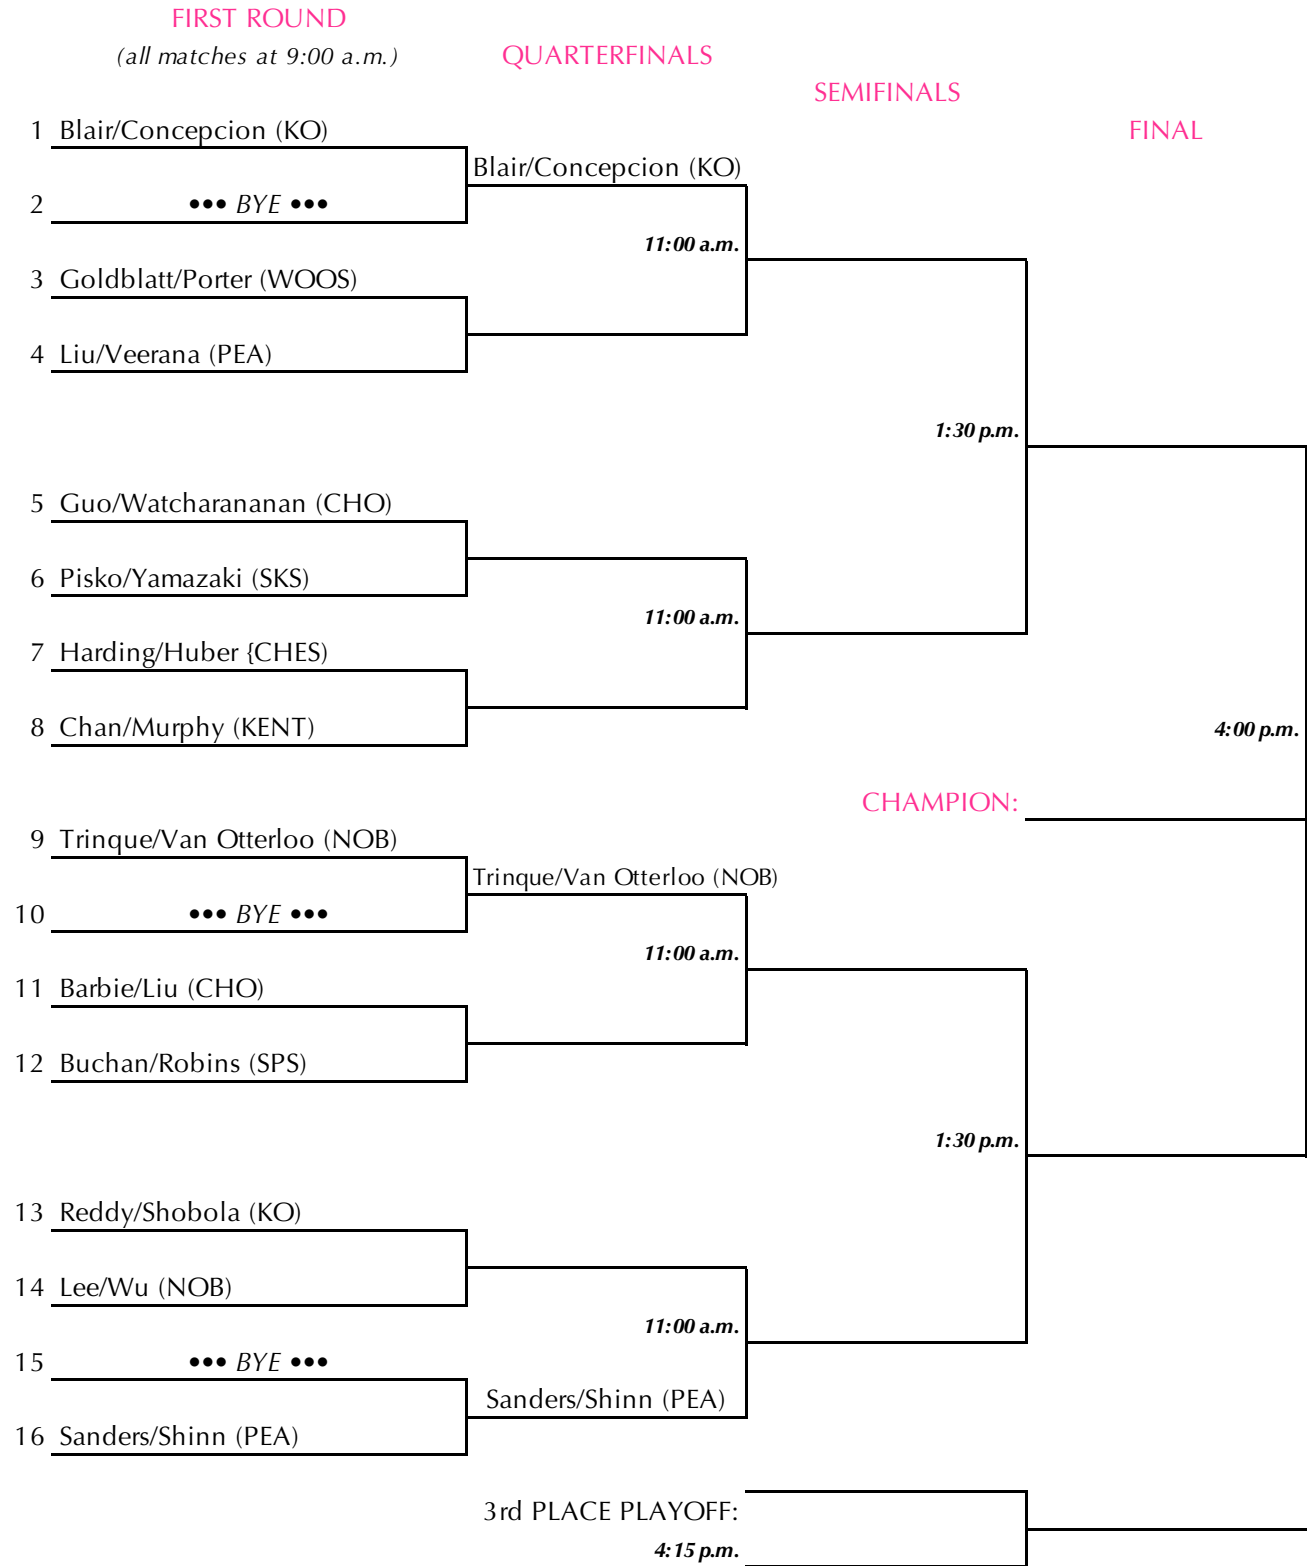 FIRST ROUND
(all matches at 9:00 a.m.)
QUARTERFINALS
SEMIFINALS
FINAL
1 Blair/Concepcion (KO)
Blair/Concepcion (KO)
2 ••• BYE •••
11:00 a.m.
3 Goldblatt/Porter (WOOS)
4 Liu/Veerana (PEA)
1:30 p.m.
5 Guo/Watcharananan (CHO)
6 Pisko/Yamazaki (SKS)
11:00 a.m.
7 Harding/Huber {CHES)
8 Chan/Murphy (KENT)
4:00 p.m.
CHAMPION:
9 Trinque/Van Otterloo (NOB)
Trinque/Van Otterloo (NOB)
10 ••• BYE •••
11:00 a.m.
11 Barbie/Liu (CHO)
12 Buchan/Robins (SPS)
1:30 p.m.
13 Reddy/Shobola (KO)
14 Lee/Wu (NOB)
11:00 a.m.
15 ••• BYE •••
Sanders/Shinn (PEA)
16 Sanders/Shinn (PEA)
3rd PLACE PLAYOFF:
4:15 p.m.